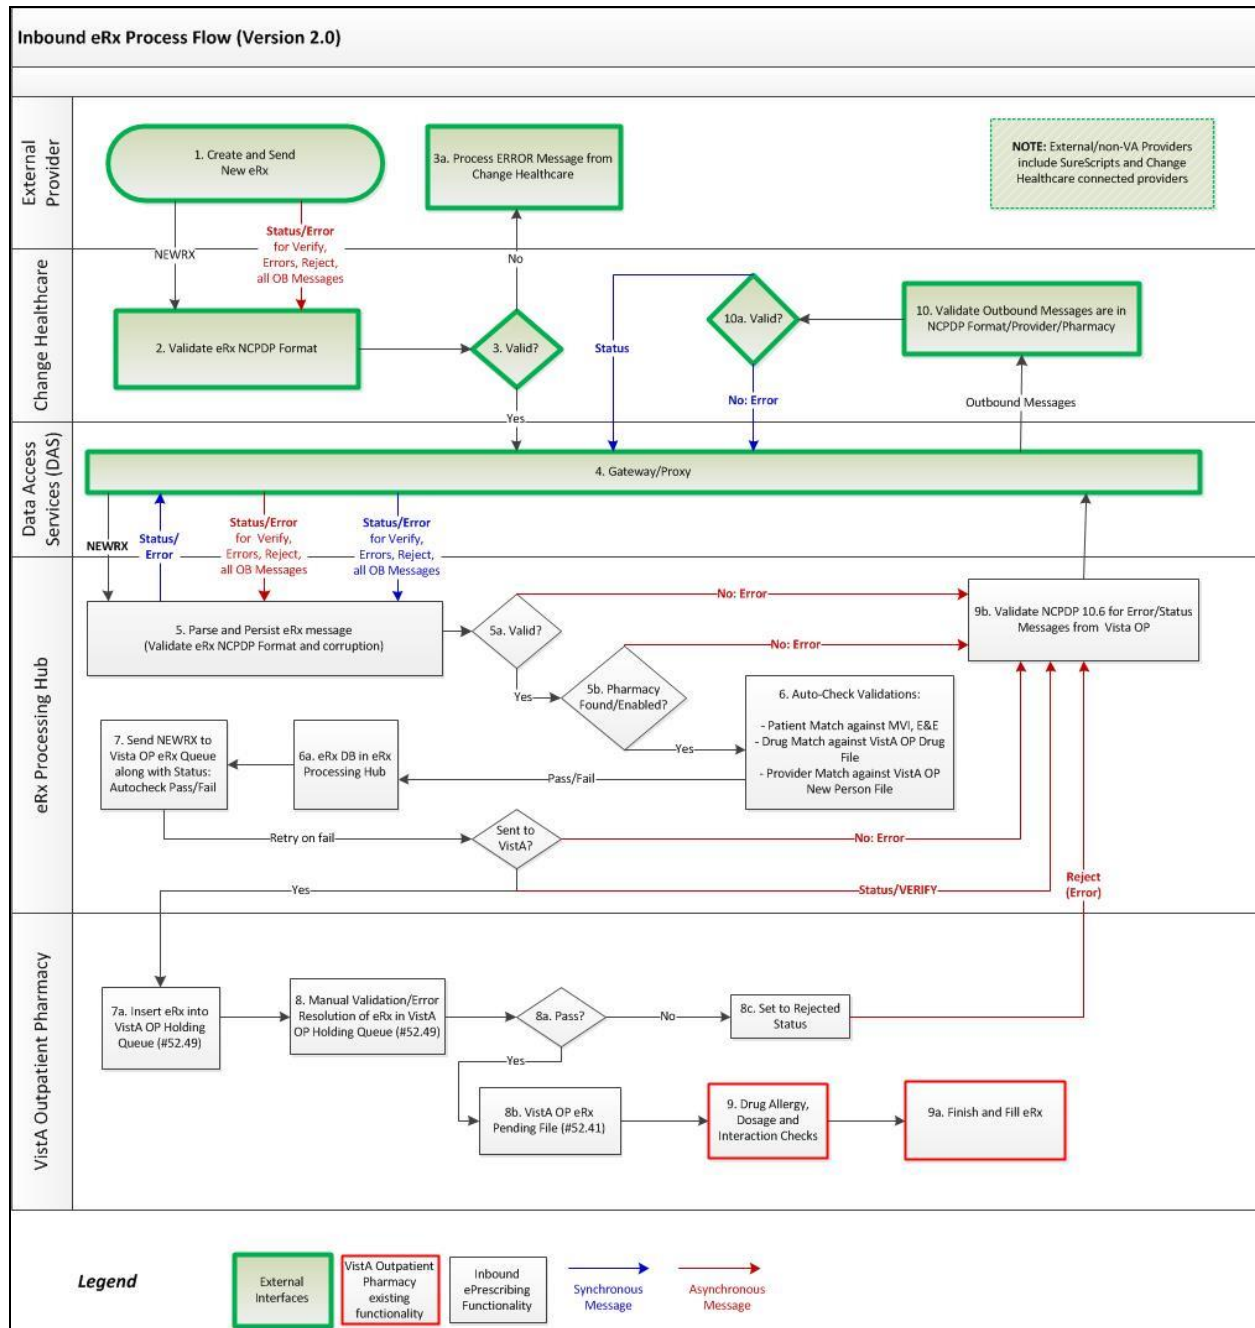 Inbound eRx Process Flow (Version 2.0)
External
Provider
1. Create and Send
New eRx
3a. Process ERROR Message from
Change Healthcare
NOTE: External/non-VA Providers
include SureScripts and Change
Healthcare connected providers
NEWRX
Status/Error
for Verify,
Errors, Reject,
all OB Messages
No
Change Healthcare
2. Validate eRx NCPDP Format
3. Valid?
10a. Valid?
10. Validate Outbound Messages are in
NCPDP Format/Provider/Pharmacy
Status
No: Error
Yes
Outbound Messages
Data Access
Services (DAS)
4. Gateway/Proxy
NEWRX
Status/
Error
Status/Error
for Verify,
Errors, Reject,
all OB Messages
Status/Error
for Verify,
Errors, Reject,
all OB Messages
eRx Processing Hub
5. Parse and Persist eRx message
(Validate eRx NCPDP Format and corruption)
5a. Valid?
No: Error
9b. Validate NCPDP 10.6 for Error/Status
Messages from Vista OP
Yes
5b. Pharmacy
Found/Enabled?
No: Error
Yes
6. Auto-Check Validations:
- Patient Match against MVI, E&E
- Drug Match against VistA OP Drug
File
- Provider Match against VistA OP
New Person File
Pass/Fail
6a. eRx DB in eRx
Processing Hub
7. Send NEWRX to
Vista OP eRx Queue
along with Status:
Autocheck Pass/Fail
Retry on fail
Sent to
VistA?
No: Error
Yes
Status/VERIFY
Reject
(Error)
VistA Outpatient Pharmacy
7a. Insert eRx into
VistA OP Holding
Queue (#52.49)
8. Manual Validation/Error
Resolution of eRx in VistA
OP Holding Queue (#52.49)
8a. Pass?
No
8c. Set to Rejected
Status
Yes
8b. VistA OP eRx
Pending File (#52.41)
9. Drug Allergy,
Dosage and
Interaction Checks
9a. Finish and Fill eRx
Legend
External
Interfaces
VistA Outpatient
Pharmacy
existing
functionality
Inbound
ePrescribing
Functionality
Synchronous
Message
Asynchronous
Message